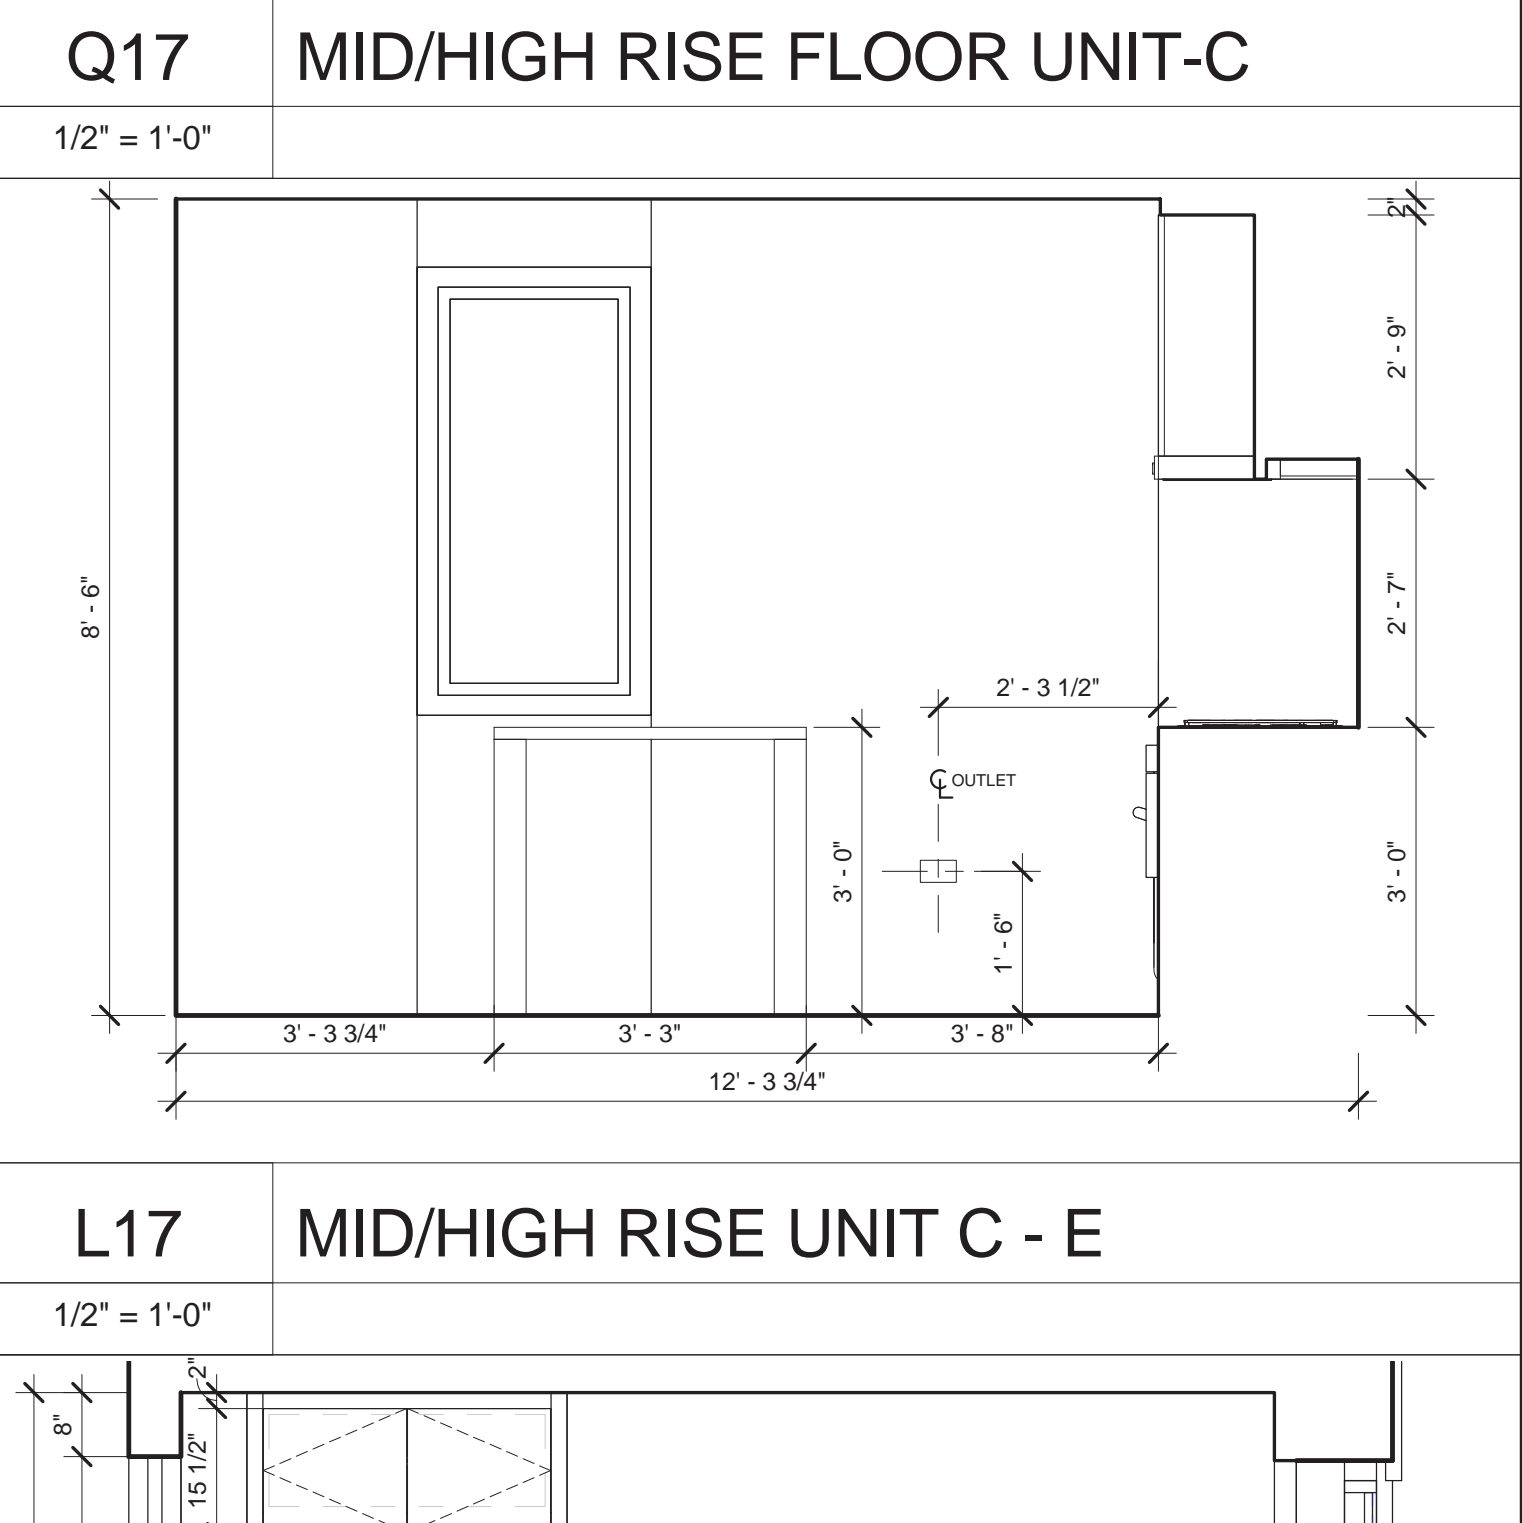 Q17
MID/HIGH RISE FLOOR UNIT-C
1/2" = 1'-0"
2"
2' - 9"
8' - 6"
2' - 7"
2' - 3 1/2"
CL OUTLET
3' - 0"
3' - 0"
1' - 6"
3' - 3 3/4"
3' - 3"
3' - 8"
12' - 3 3/4"
L17
MID/HIGH RISE UNIT C - E
1/2" = 1'-0"
2"
8"
15 1/2"